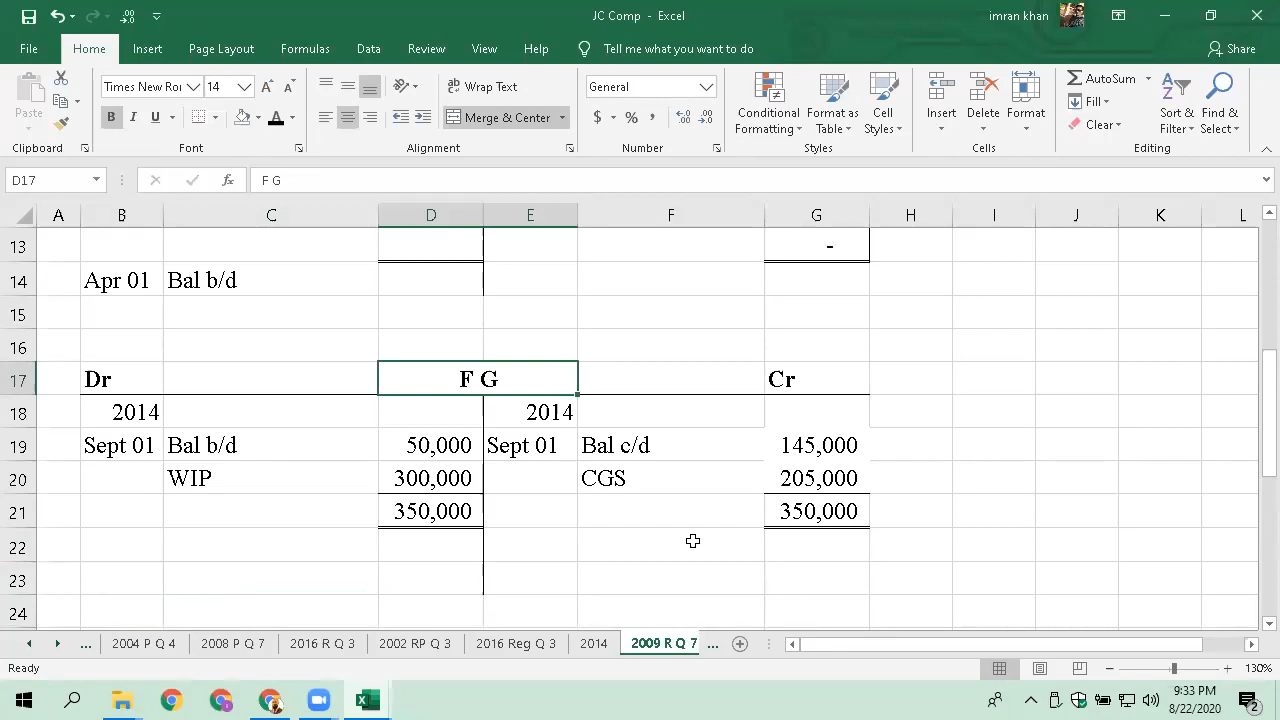 JC Comp - Excel
imran khan
File Home Insert Page Layout Formulas Data Review View Help Tell me what you want to do Share
Paste
Times New Roi 14
B I U
Wrap Text
Merge & Center
General
$ % ,
Conditional Formatting
Format as Table
Cell Styles
Insert Delete Format
AutoSum
Fill
Clear
Sort & Filter
Find & Select
Clipboard Font Alignment Number Styles Cells Editing
D17 fx F G
A B C D E F G H I J K L
13 -
14 Apr 01 Bal b/d
15
16
17 Dr F G Cr
18 2014 2014
19 Sept 01 Bal b/d 50,000 Sept 01 Bal c/d 145,000
20 WIP 300,000 CGS 205,000
21 350,000 350,000
22
23
24
... 2004 P Q 4 2008 P Q 7 2016 R Q 3 2002 RP Q 3 2016 Reg Q 3 2014 2009 R Q 7 ...
Ready 130%
9:33 PM
8/22/2020
2